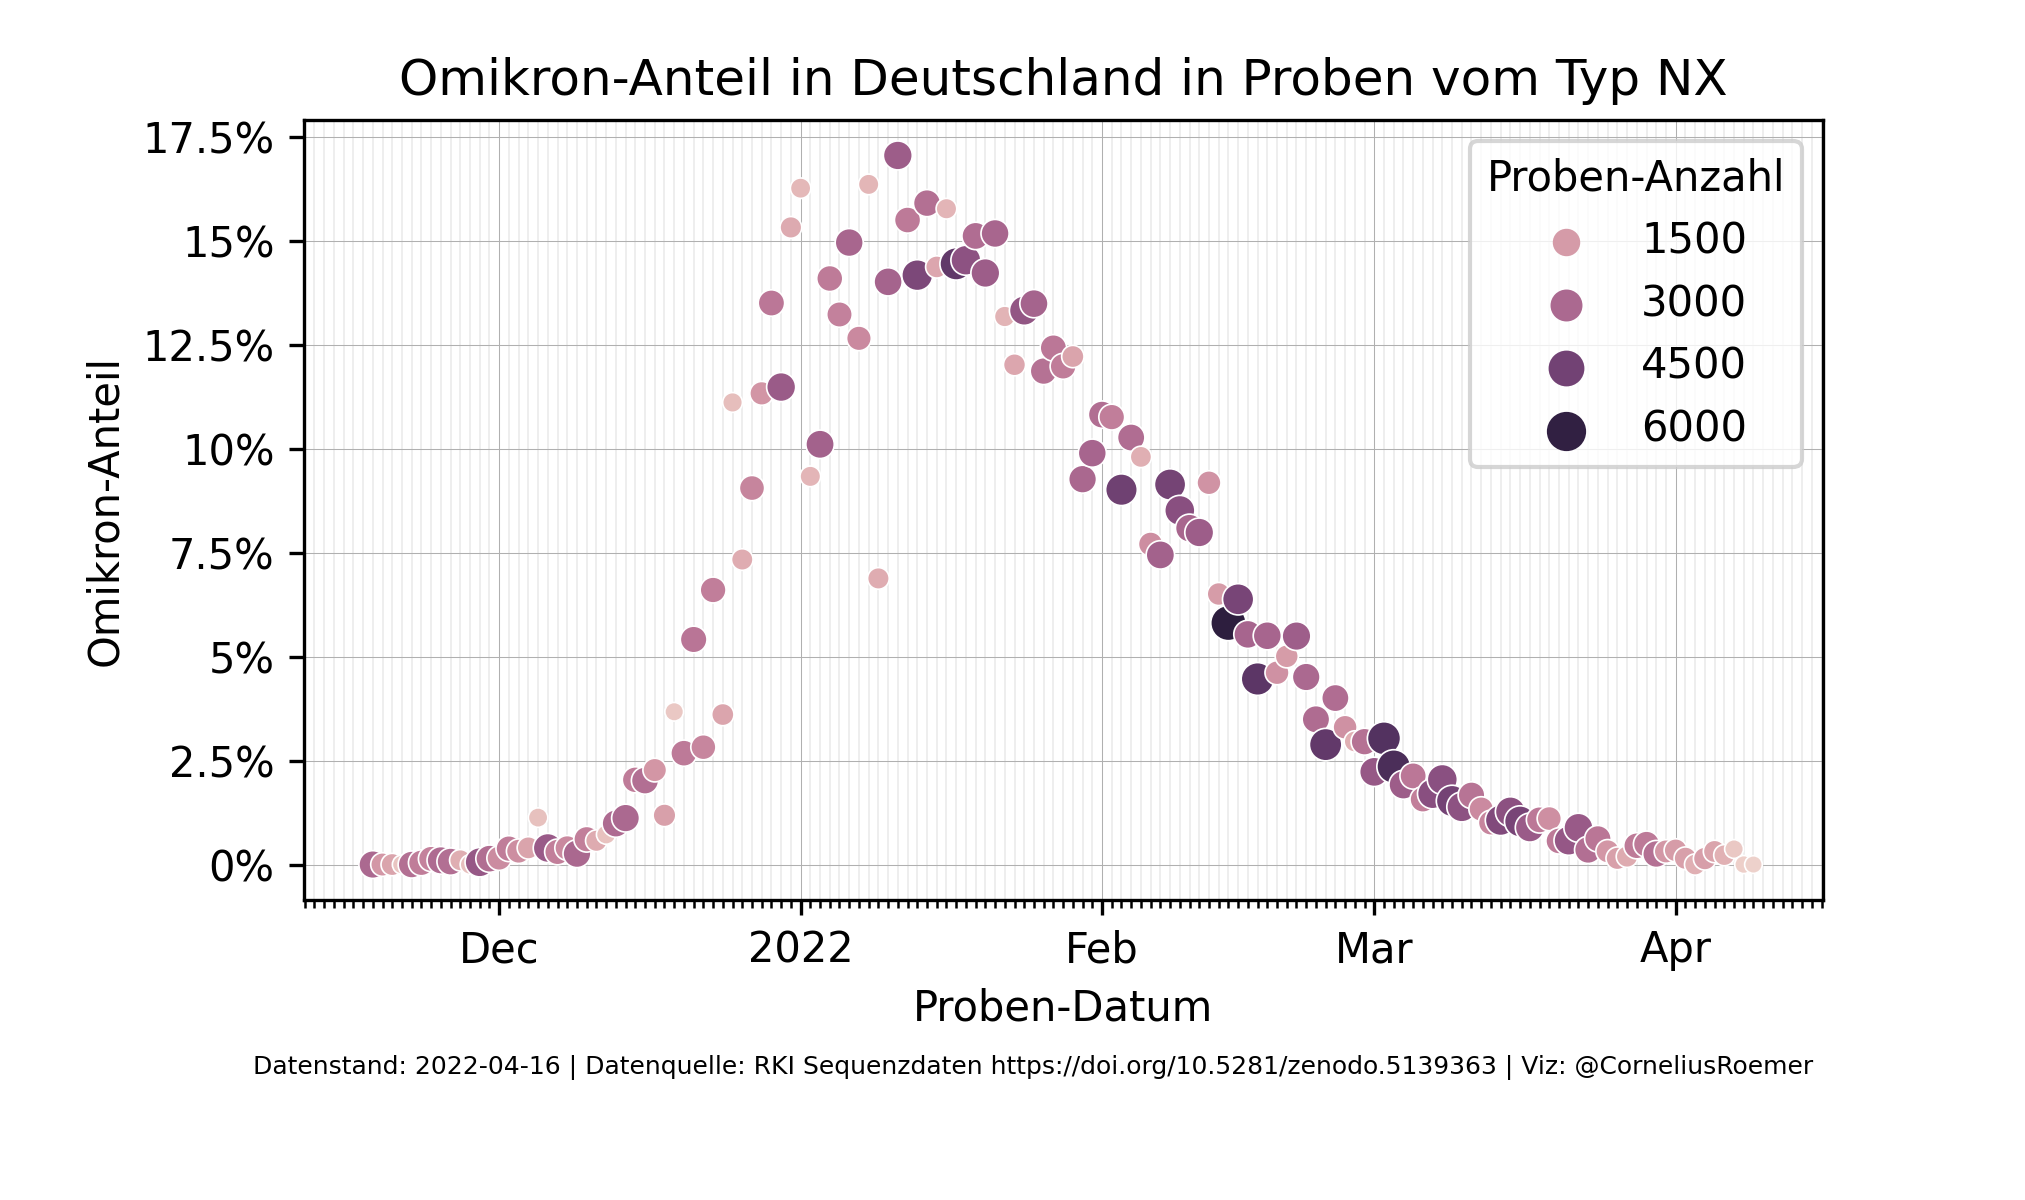 Omikron-Anteil in Deutschland in Proben vom Typ NX
Omikron-Anteil
17.5%
15%
12.5%
10%
7.5%
5%
2.5%
0%
Proben-Anzahl
1500
3000
4500
6000
Dec
2022
Feb
Mar
Apr
Proben-Datum
Datenstand: 2022-04-16 | Datenquelle: RKI Sequenzdaten https://doi.org/10.5281/zenodo.5139363 | Viz: @CorneliusRoemer